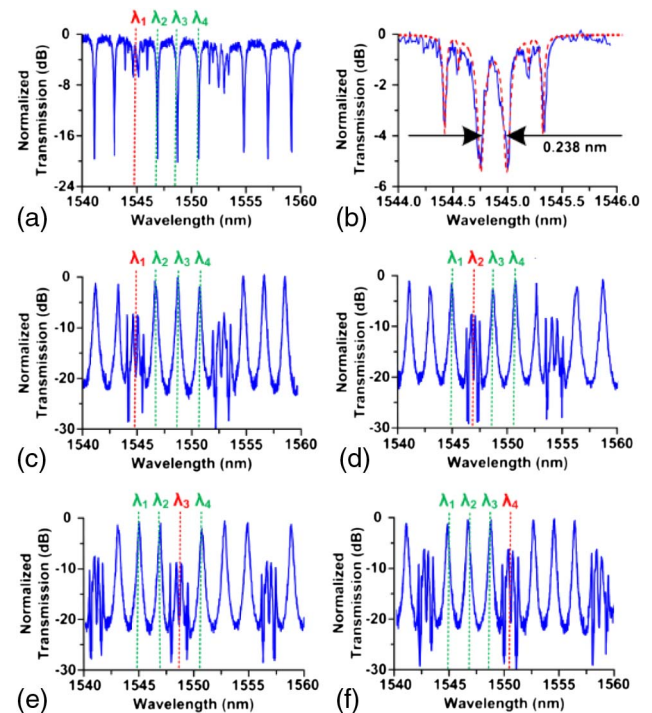 λ1 λ2 λ3 λ4
0
-6
-12
-18
-24
Normalized
Transmission (dB)
1540 1545 1550 1555 1560
Wavelength (nm)
(a)
0
-2
-4
-6
Normalized
Transmission (dB)
0.238 nm
1544.0 1544.5 1545.0 1545.5 1546.0
Wavelength (nm)
(b)
λ1 λ2 λ3 λ4
0
-10
-20
-30
Normalized
Transmission (dB)
1540 1545 1550 1555 1560
Wavelength (nm)
(c)
λ1 λ2 λ3 λ4
0
-10
-20
-30
Normalized
Transmission (dB)
1540 1545 1550 1555 1560
Wavelength (nm)
(d)
λ1 λ2 λ3 λ4
0
-10
-20
-30
Normalized
Transmission (dB)
1540 1545 1550 1555 1560
Wavelength (nm)
(e)
λ1 λ2 λ3 λ4
0
-10
-20
-30
Normalized
Transmission (dB)
1540 1545 1550 1555 1560
Wavelength (nm)
(f)